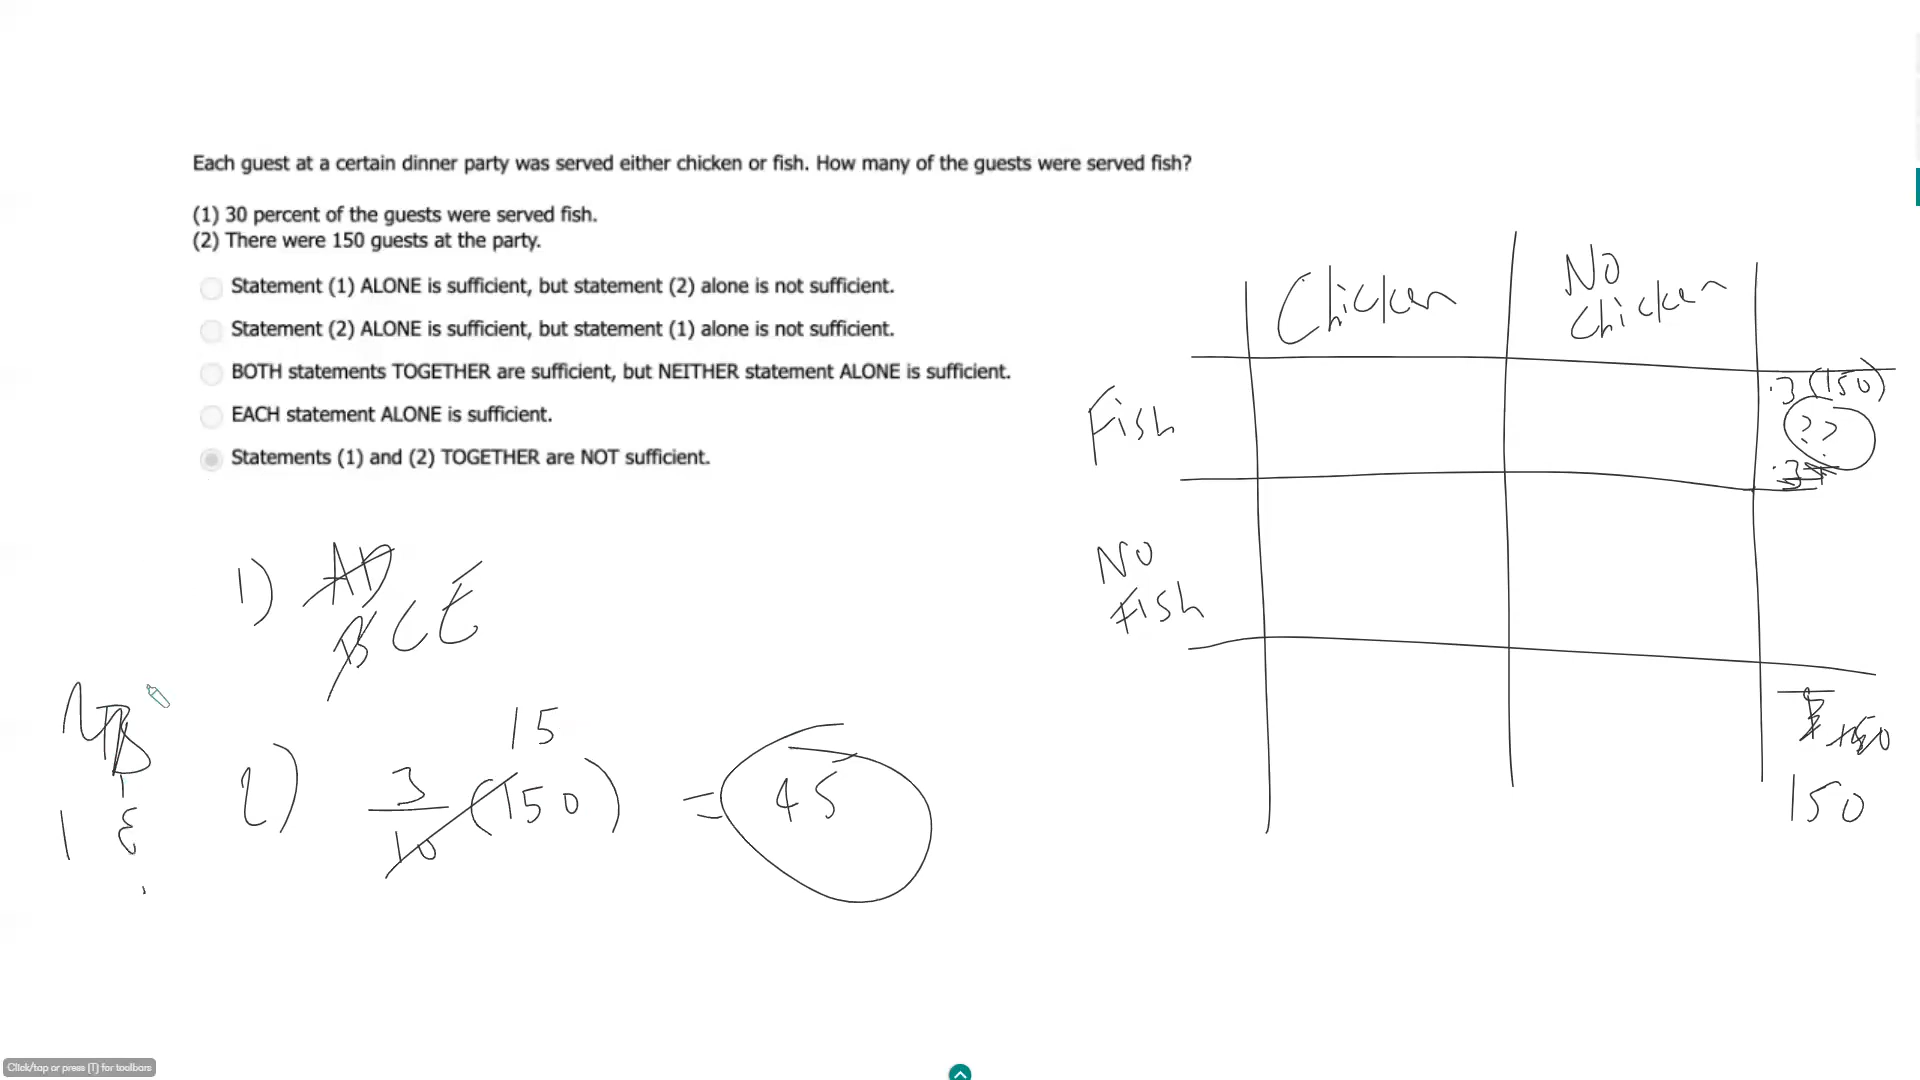 Each guest at a certain dinner party was served either chicken or fish. How many of the guests were served fish?
(1) 30 percent of the guests were served fish.
(2) There were 150 guests at the party.
Statement (1) ALONE is sufficient, but statement (2) alone is not sufficient.
Statement (2) ALONE is sufficient, but statement (1) alone is not sufficient.
BOTH statements TOGETHER are sufficient, but NEITHER statement ALONE is sufficient.
EACH statement ALONE is sufficient.
Statements (1) and (2) TOGETHER are NOT sufficient.
Chicken
No
Chicken
Fish
.3 (150)
??
No
Fish
150
1) AD
B C E
2)
15
3
10
(150)
= 45
Click/tap or press [T] for toolbars